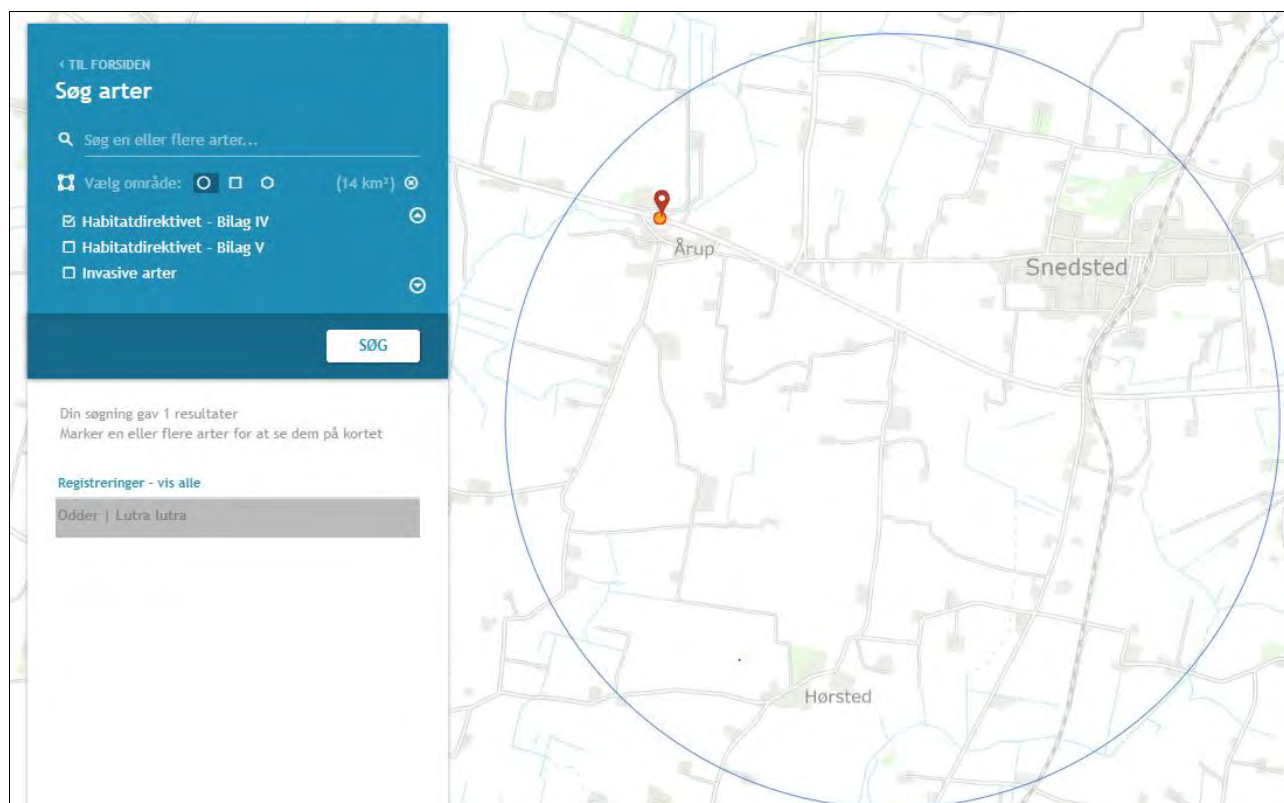 ‹ TIL FORSIDEN
Søg arter
Søg en eller flere arter...
Vælg område: (14 km²)
Habitatdirektivet - Bilag IV
Habitatdirektivet - Bilag V
Invasive arter
SØG
Din søgning gav 1 resultater
Marker en eller flere arter for at se dem på kortet
Registreringer - vis alle
Odder | Lutra lutra
Årup
Snedsted
Hørsted